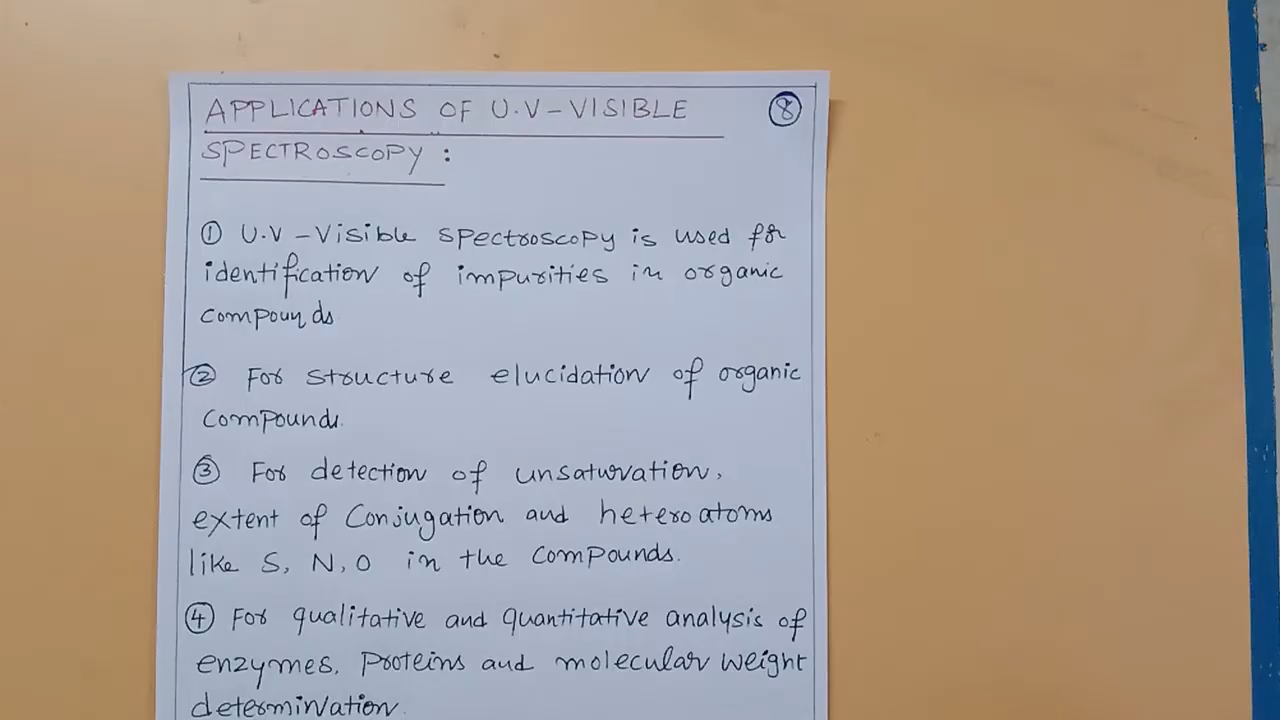 APPLICATIONS OF U.V-VISIBLE
⑧
SPECTROSCOPY :
① U.V-Visible spectroscopy is used for
identification of impurities in organic
compounds
② For structure elucidation of organic
compounds.
③ For detection of unsaturation,
extent of conjugation and heteroatoms
like S, N, O in the compounds.
④ For qualitative and quantitative analysis of
enzymes, proteins and molecular weight
determination.